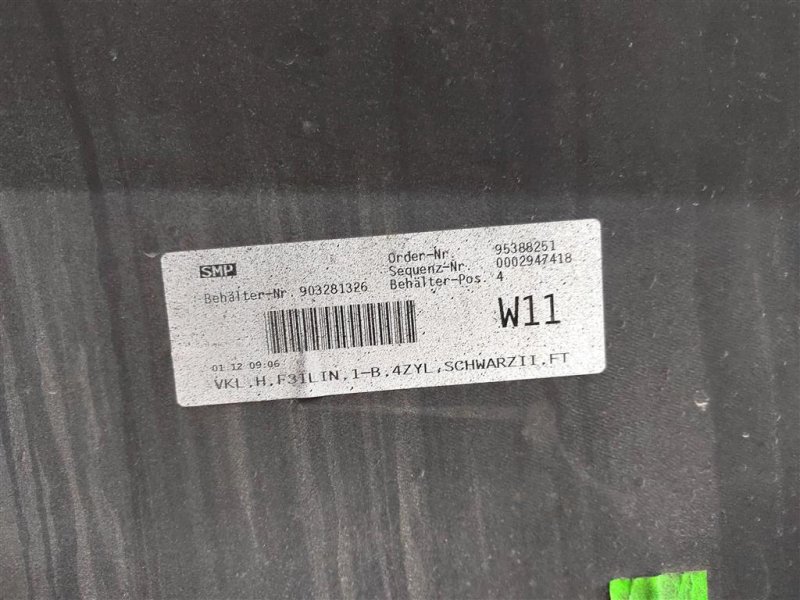 SMP
Order-Nr. 95388251
Sequenz-Nr. 0002947418
Behälter-Nr. 903281326 Behälter-Pos. 4
W11
01.12 09:06
VKL.H.F31LIN.1-B.4ZYL,SCHWARZII.FT